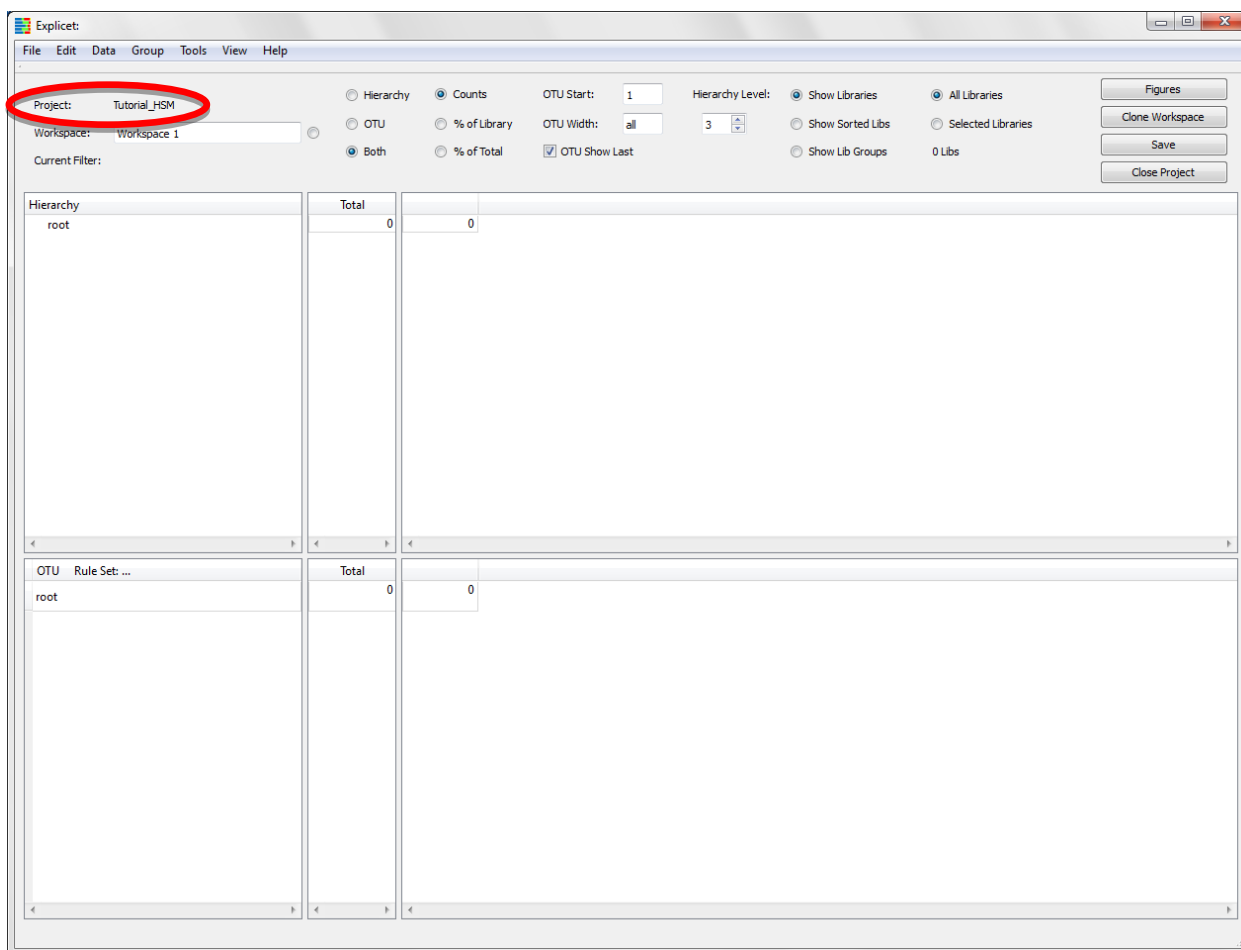 Explicet:
File Edit Data Group Tools View Help
Project: Tutorial_HSM Hierarchy Counts OTU Start: 1 Hierarchy Level: Show Libraries All Libraries Figures
Workspace: Workspace 1 OTU % of Library OTU Width: all 3 Show Sorted Libs Selected Libraries Clone Workspace
Current Filter: Both % of Total OTU Show Last Show Lib Groups 0 Libs Save
Close Project
Hierarchy Total
root 0 0
OTU Rule Set: ... Total
root 0 0